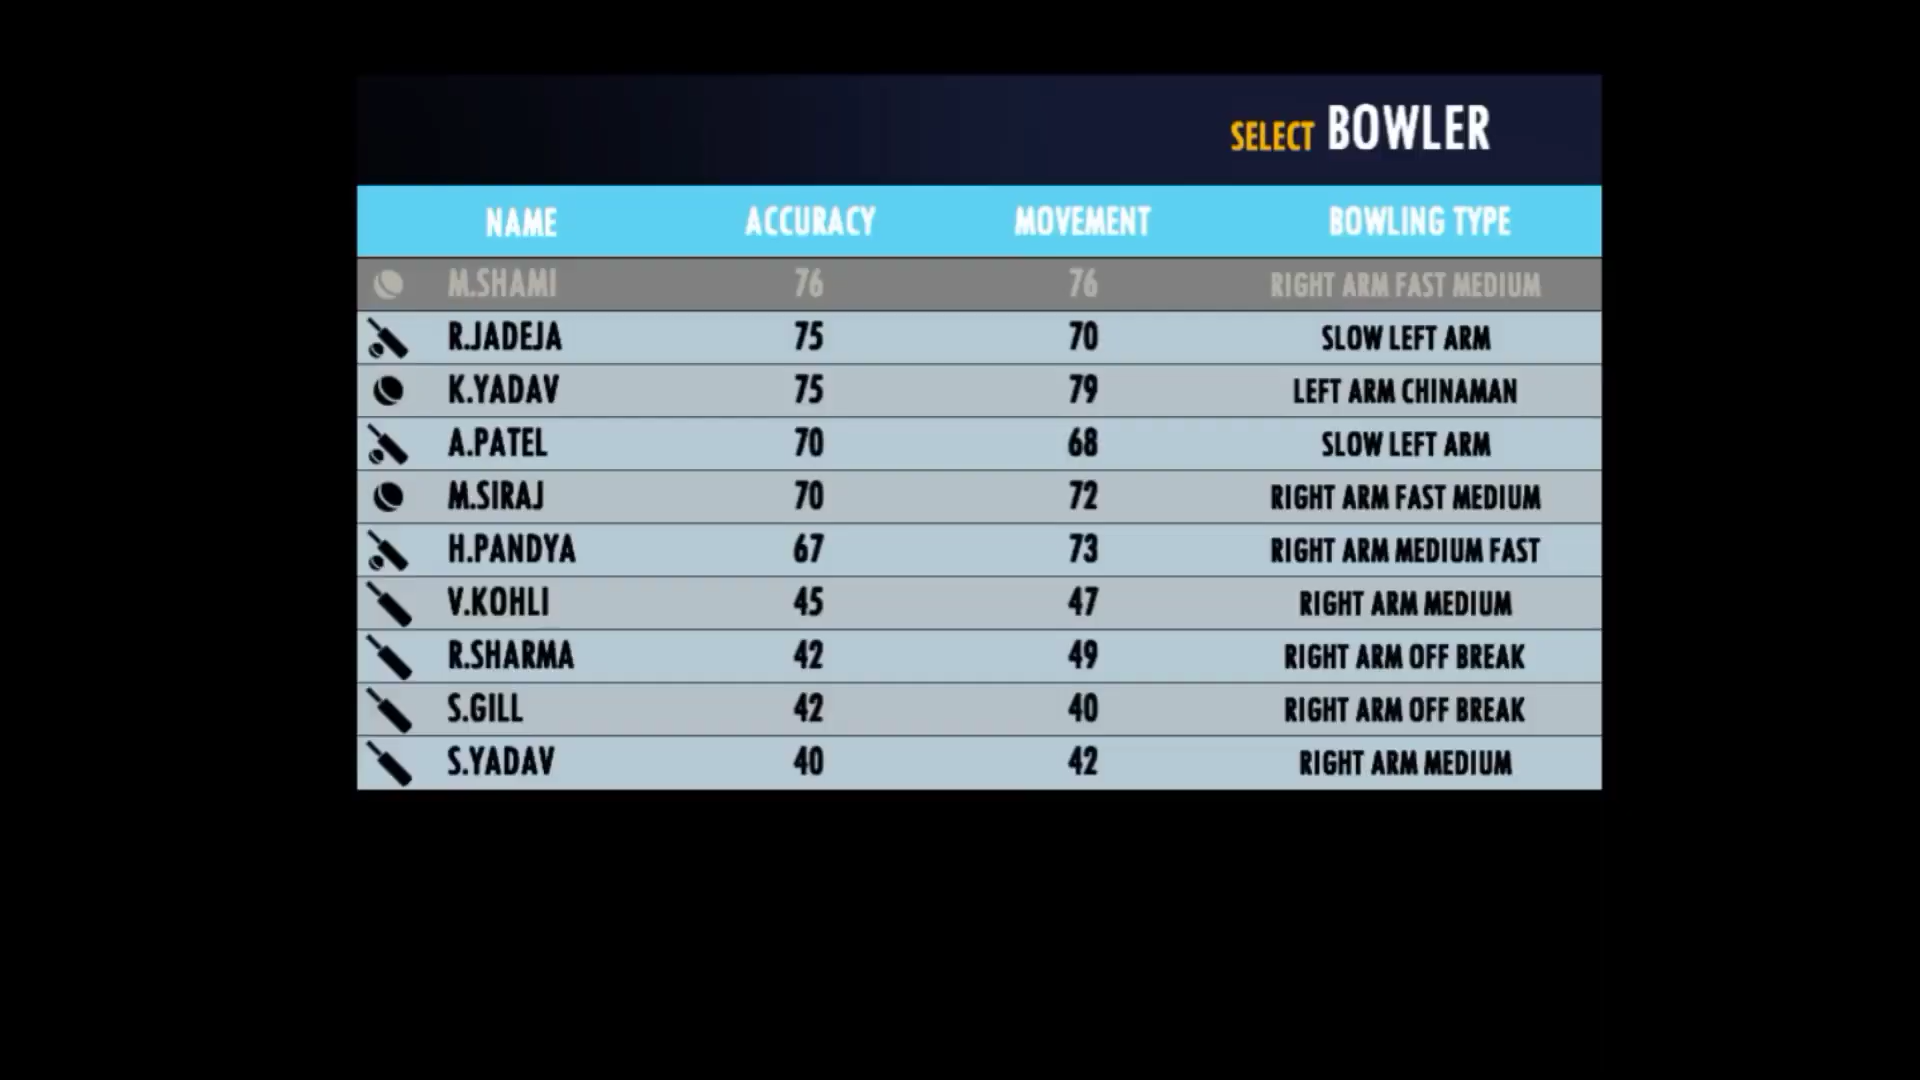 SELECT BOWLER
NAME ACCURACY MOVEMENT BOWLING TYPE
M.SHAMI 76 76 RIGHT ARM FAST MEDIUM
R.JADEJA 75 70 SLOW LEFT ARM
K.YADAV 75 79 LEFT ARM CHINAMAN
A.PATEL 70 68 SLOW LEFT ARM
M.SIRAJ 70 72 RIGHT ARM FAST MEDIUM
H.PANDYA 67 73 RIGHT ARM MEDIUM FAST
V.KOHLI 45 47 RIGHT ARM MEDIUM
R.SHARMA 42 49 RIGHT ARM OFF BREAK
S.GILL 42 40 RIGHT ARM OFF BREAK
S.YADAV 40 42 RIGHT ARM MEDIUM